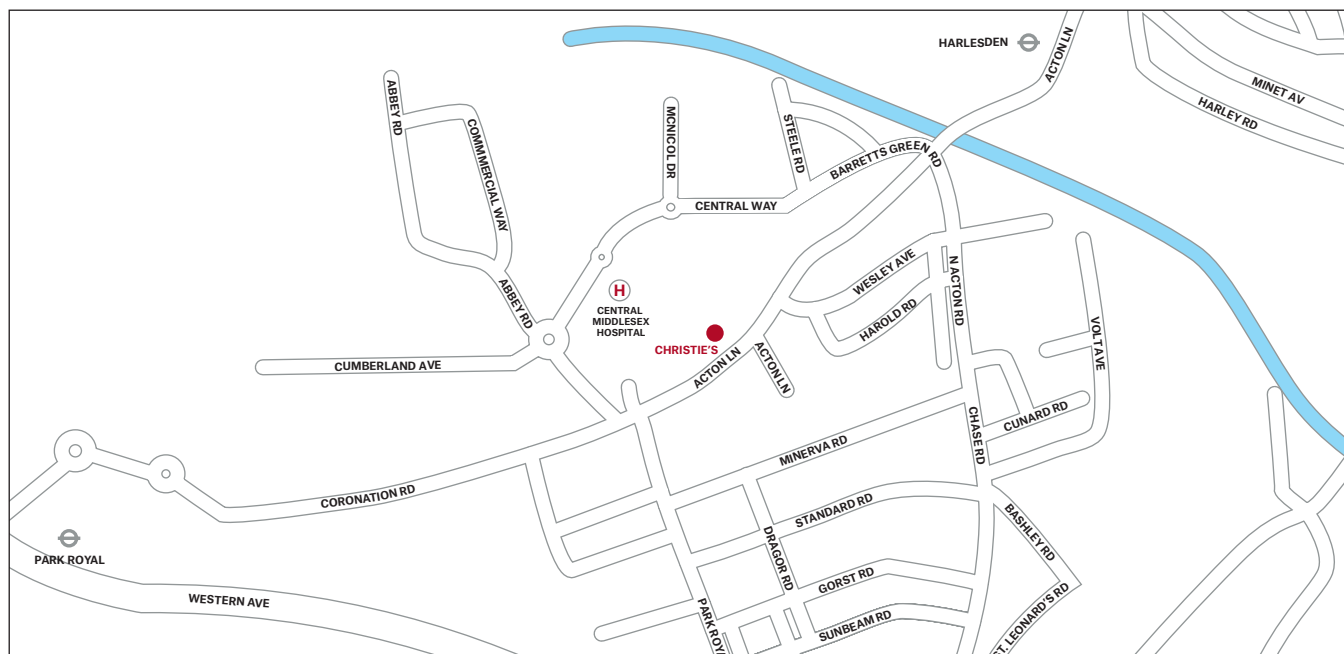 HARLESDEN
ACTON LN
MINET AV
HARLEY RD
ABBEY RD
COMMMERCIAL WAY
MCNICOL DR
STEELE RD
BARRETTS GREEN RD
CENTRAL WAY
ABBEY RD
H
CENTRAL
MIDDLESEX
HOSPITAL
CHRISTIE'S
WESLEY AVE
HAROLD RD
N ACTON RD
VOLT AVE
ACTON LN
ACTON LN
CUMBERLAND AVE
CUNARD RD
CHASE RD
MINERVA RD
CORONATION RD
STANDARD RD
BASHLEY RD
DRAGOR RD
PARK ROYAL
WESTERN AVE
GORST RD
SUNBEAM RD
PARK ROYA
ST. LEONARD'S RD